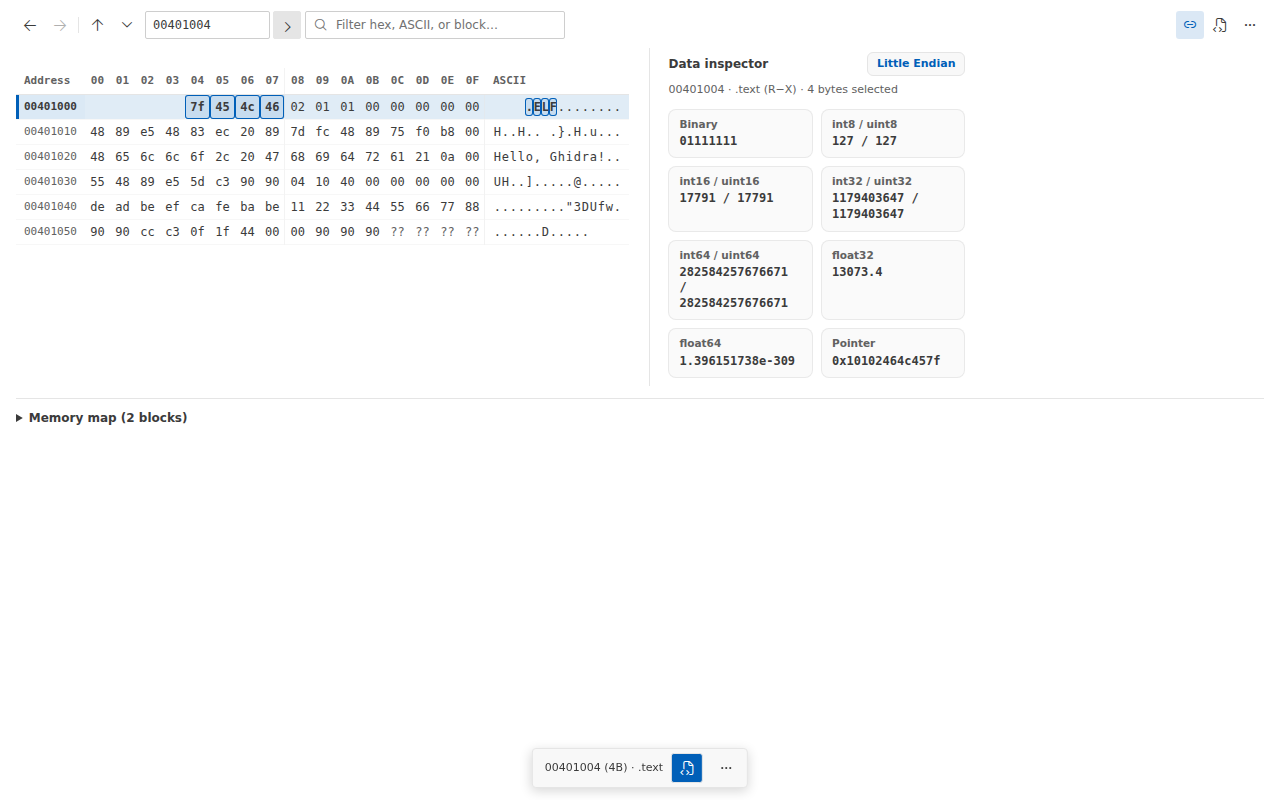 00401004
Filter hex, ASCII, or block…
Address 00 01 02 03 04 05 06 07 08 09 0A 0B 0C 0D 0E 0F ASCII
00401000 7f 45 4c 46 02 01 01 00 00 00 00 00 .ELF........
00401010 48 89 e5 48 83 ec 20 89 7d fc 48 89 75 f0 b8 00 H..H.. .}.H.u...
00401020 48 65 6c 6c 6f 2c 20 47 68 69 64 72 61 21 0a 00 Hello, Ghidra!..
00401030 55 48 89 e5 5d c3 90 90 04 10 40 00 00 00 00 00 UH..].....@.....
00401040 de ad be ef ca fe ba be 11 22 33 44 55 66 77 88 ........."3DUfw.
00401050 90 90 cc c3 0f 1f 44 00 00 90 90 90 ?? ?? ?? ?? ......D.....
Data inspector
Little Endian
00401004 · .text (R−X) · 4 bytes selected
Binary
01111111
int8 / uint8
127 / 127
int16 / uint16
17791 / 17791
int32 / uint32
1179403647 /
1179403647
int64 / uint64
282584257676671
/
282584257676671
float32
13073.4
float64
1.396151738e-309
Pointer
0x10102464c457f
Memory map (2 blocks)
00401004 (4B) · .text